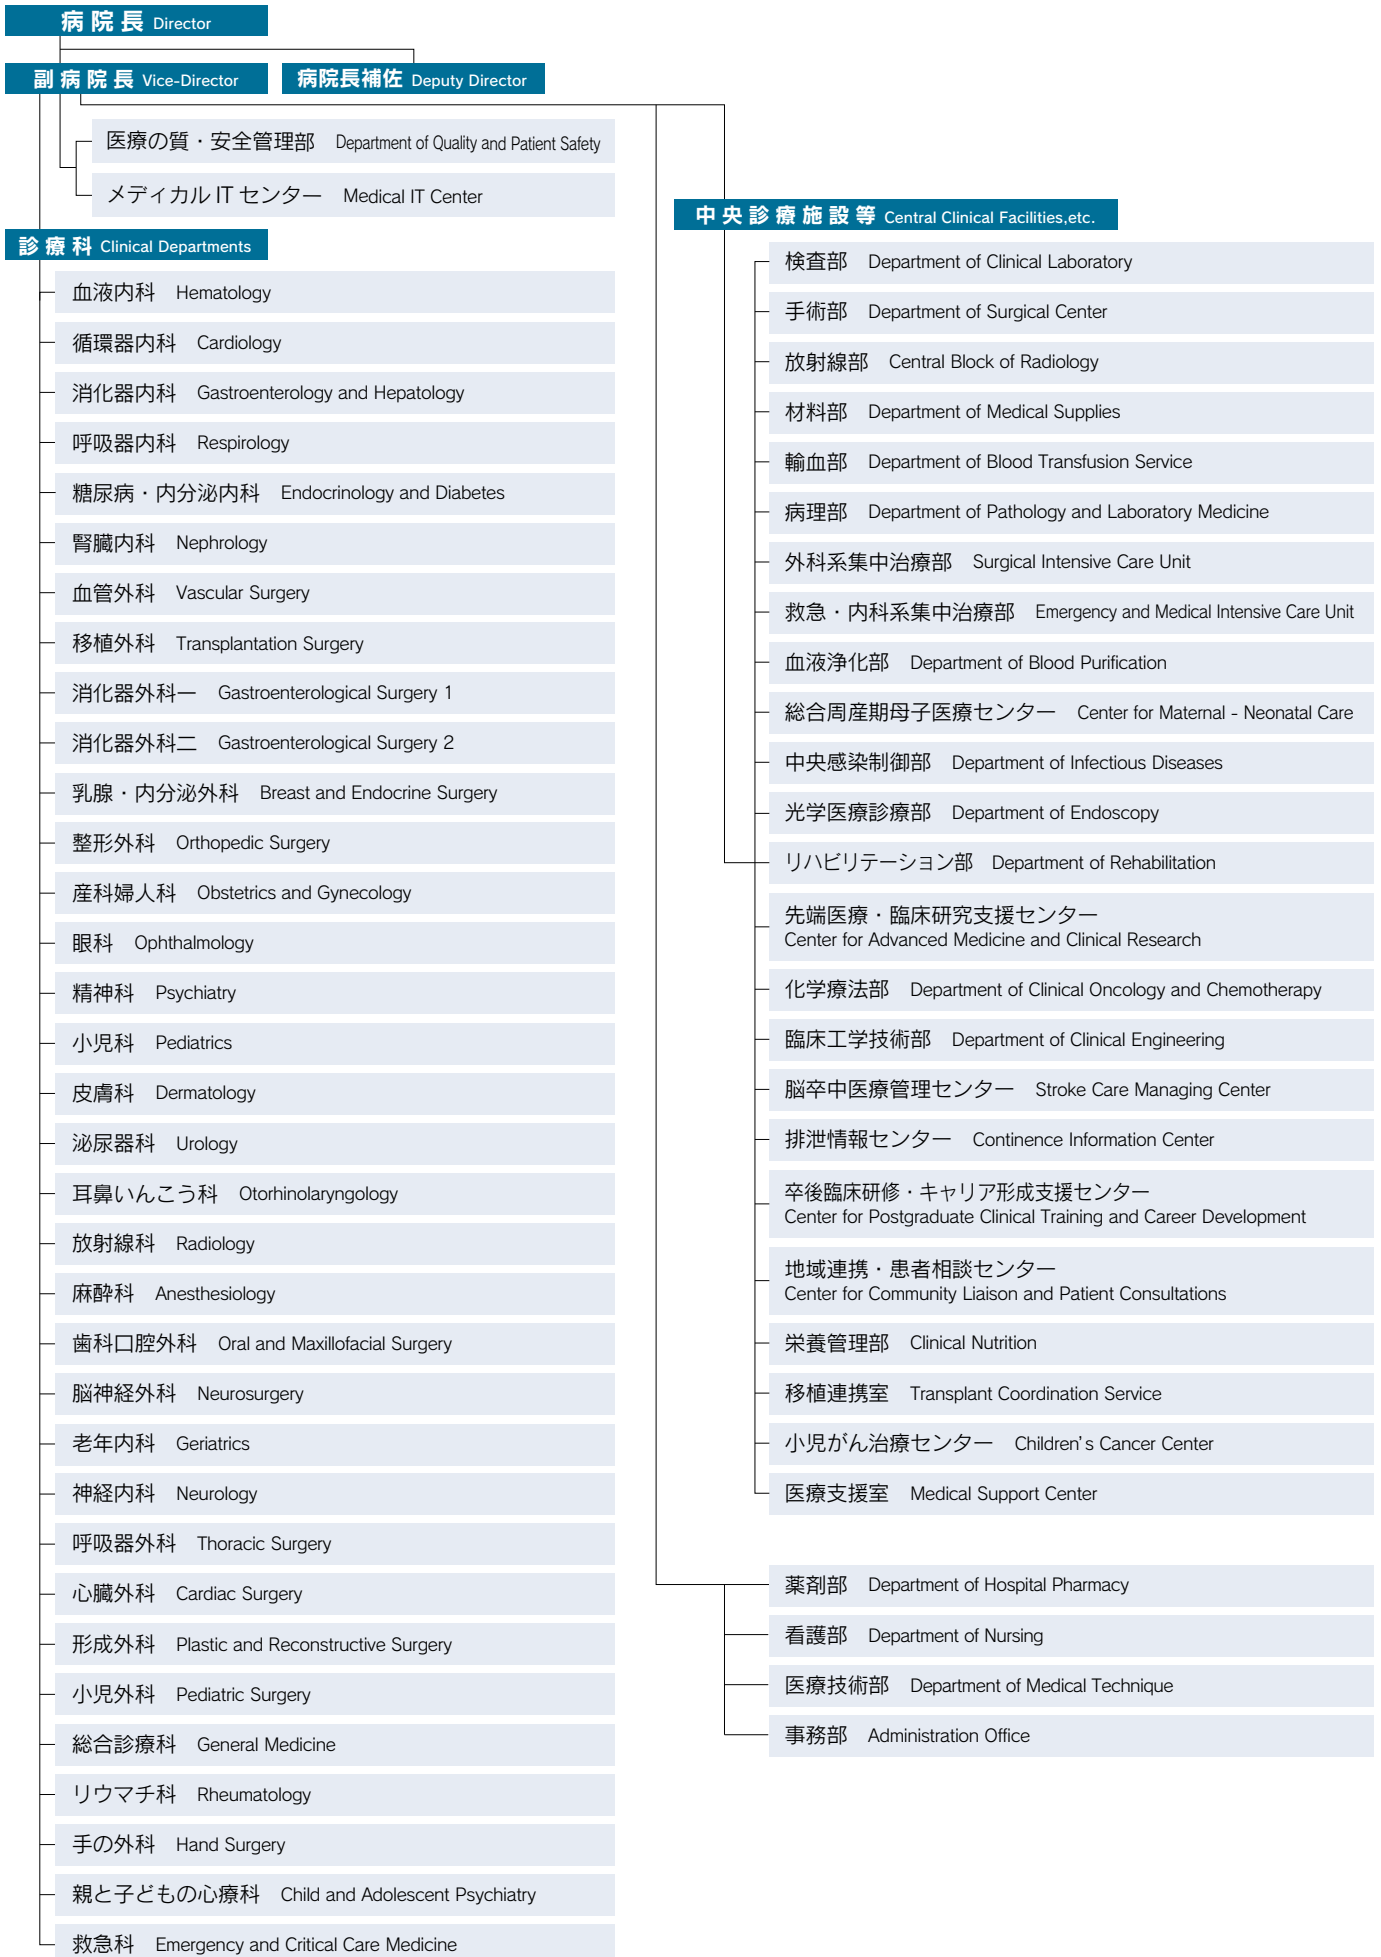 病院長 Director
副病院長 Vice-Director
病院長補佐 Deputy Director
医療の質・安全管理部 Department of Quality and Patient Safety
メディカル IT センター Medical IT Center
診療科 Clinical Departments
血液内科 Hematology
循環器内科 Cardiology
消化器内科 Gastroenterology and Hepatology
呼吸器内科 Respirology
糖尿病・内分泌内科 Endocrinology and Diabetes
腎臓内科 Nephrology
血管外科 Vascular Surgery
移植外科 Transplantation Surgery
消化器外科一 Gastroenterological Surgery 1
消化器外科二 Gastroenterological Surgery 2
乳腺・内分泌外科 Breast and Endocrine Surgery
整形外科 Orthopedic Surgery
産科婦人科 Obstetrics and Gynecology
眼科 Ophthalmology
精神科 Psychiatry
小児科 Pediatrics
皮膚科 Dermatology
泌尿器科 Urology
耳鼻いんこう科 Otorhinolaryngology
放射線科 Radiology
麻酔科 Anesthesiology
歯科口腔外科 Oral and Maxillofacial Surgery
脳神経外科 Neurosurgery
老年内科 Geriatrics
神経内科 Neurology
呼吸器外科 Thoracic Surgery
心臓外科 Cardiac Surgery
形成外科 Plastic and Reconstructive Surgery
小児外科 Pediatric Surgery
総合診療科 General Medicine
リウマチ科 Rheumatology
手の外科 Hand Surgery
親と子どもの心療科 Child and Adolescent Psychiatry
救急科 Emergency and Critical Care Medicine
中央診療施設等 Central Clinical Facilities,etc.
検査部 Department of Clinical Laboratory
手術部 Department of Surgical Center
放射線部 Central Block of Radiology
材料部 Department of Medical Supplies
輸血部 Department of Blood Transfusion Service
病理部 Department of Pathology and Laboratory Medicine
外科系集中治療部 Surgical Intensive Care Unit
救急・内科系集中治療部 Emergency and Medical Intensive Care Unit
血液浄化部 Department of Blood Purification
総合周産期母子医療センター Center for Maternal - Neonatal Care
中央感染制御部 Department of Infectious Diseases
光学医療診療部 Department of Endoscopy
リハビリテーション部 Department of Rehabilitation
先端医療・臨床研究支援センター
Center for Advanced Medicine and Clinical Research
化学療法部 Department of Clinical Oncology and Chemotherapy
臨床工学技術部 Department of Clinical Engineering
脳卒中医療管理センター Stroke Care Managing Center
排泄情報センター Continence Information Center
卒後臨床研修・キャリア形成支援センター
Center for Postgraduate Clinical Training and Career Development
地域連携・患者相談センター
Center for Community Liaison and Patient Consultations
栄養管理部 Clinical Nutrition
移植連携室 Transplant Coordination Service
小児がん治療センター Children's Cancer Center
医療支援室 Medical Support Center
薬剤部 Department of Hospital Pharmacy
看護部 Department of Nursing
医療技術部 Department of Medical Technique
事務部 Administration Office